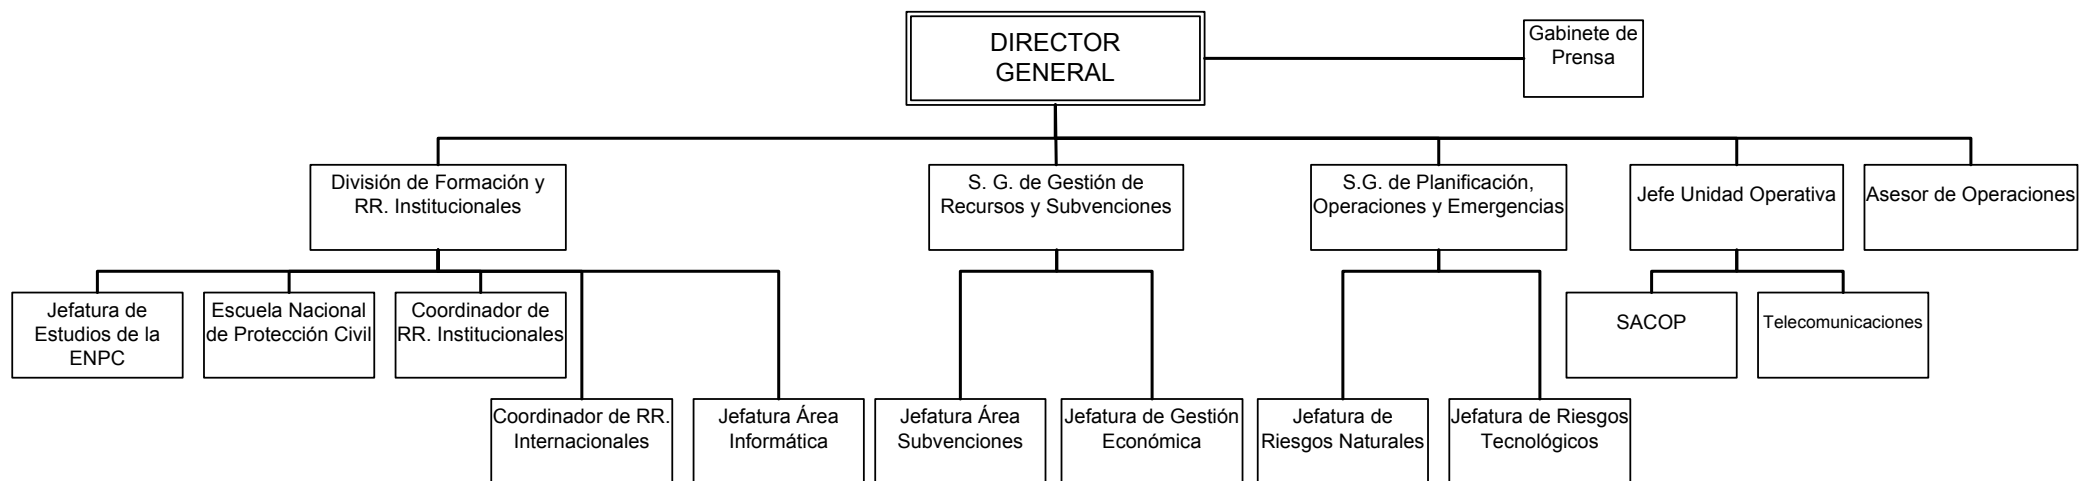 DIRECTOR
GENERAL
Gabinete de
Prensa
División de Formación y
RR. Institucionales
S. G. de Gestión de
Recursos y Subvenciones
S.G. de Planificación,
Operaciones y Emergencias
Jefe Unidad Operativa
Asesor de Operaciones
Jefatura de
Estudios de la
ENPC
Escuela Nacional
de Protección Civil
Coordinador de
RR. Institucionales
SACOP
Telecomunicaciones
Coordinador de RR.
Internacionales
Jefatura Área
Informática
Jefatura Área
Subvenciones
Jefatura de Gestión
Económica
Jefatura de
Riesgos Naturales
Jefatura de Riesgos
Tecnológicos